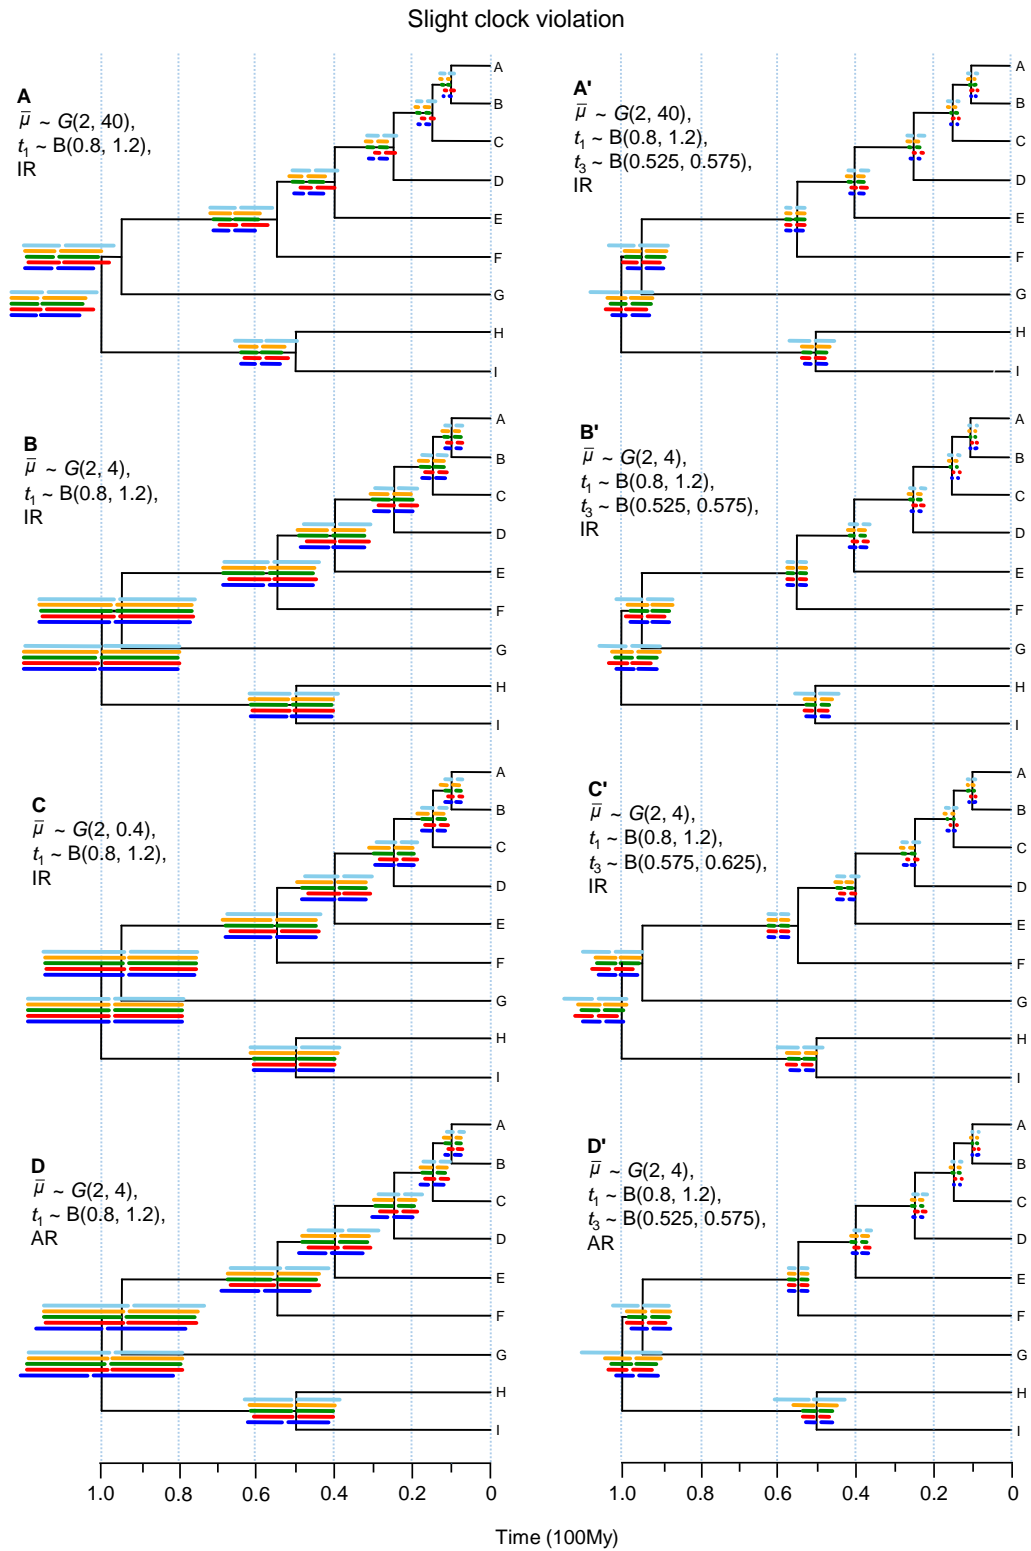 Slight clock violation
A
μ̄ ~ G(2, 40),
t₁ ~ B(0.8, 1.2),
IR
A
B
C
D
E
F
G
H
I
A'
μ̄ ~ G(2, 40),
t₁ ~ B(0.8, 1.2),
t₃ ~ B(0.525, 0.575),
IR
A
B
C
D
E
F
G
H
I
B
μ̄ ~ G(2, 4),
t₁ ~ B(0.8, 1.2),
IR
A
B
C
D
E
F
G
H
I
B'
μ̄ ~ G(2, 4),
t₁ ~ B(0.8, 1.2),
t₃ ~ B(0.525, 0.575),
IR
A
B
C
D
E
F
G
H
I
C
μ̄ ~ G(2, 0.4),
t₁ ~ B(0.8, 1.2),
IR
A
B
C
D
E
F
G
H
I
C'
μ̄ ~ G(2, 4),
t₁ ~ B(0.8, 1.2),
t₃ ~ B(0.575, 0.625),
IR
A
B
C
D
E
F
G
H
I
D
μ̄ ~ G(2, 4),
t₁ ~ B(0.8, 1.2),
AR
A
B
C
D
E
F
G
H
I
D'
μ̄ ~ G(2, 4),
t₁ ~ B(0.8, 1.2),
t₃ ~ B(0.525, 0.575),
AR
A
B
C
D
E
F
G
H
I
1.0 0.8 0.6 0.4 0.2 0
1.0 0.8 0.6 0.4 0.2 0
Time (100My)